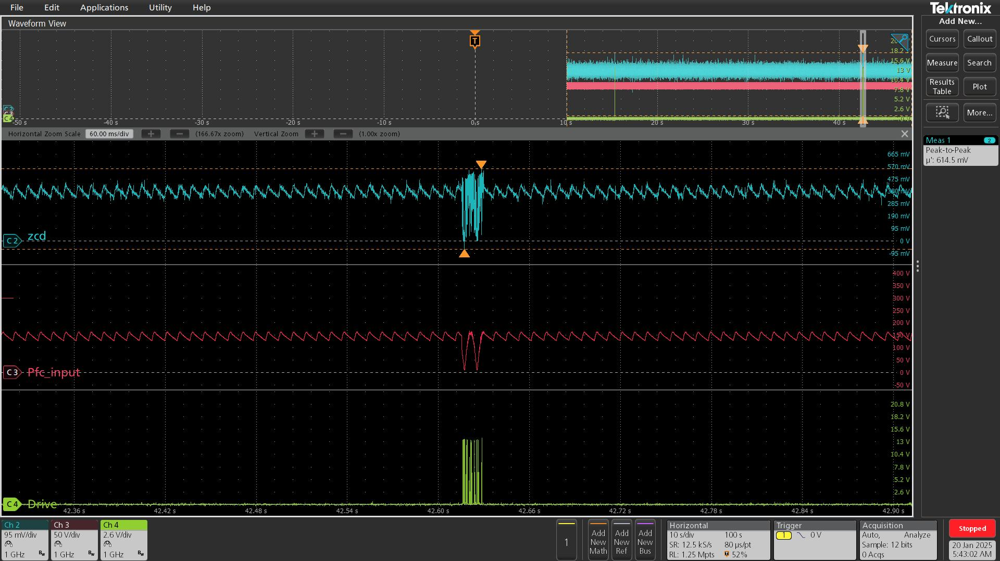 File Edit Applications Utility Help
Tektronix
Waveform View
Add New...
Cursors Callout
Measure Search
Results Table Plot
More...
T
20
18.2
15.6 V
13 V
10.4 V
7.8 V
5.2 V
2.6 V
0 V
C2
C3
C4
-50 s -40 s -30 s -20 s -10 s 0 s 10 s 20 s 30 s 40 s
Horizontal Zoom Scale 60.00 ms/div + − (166.67x zoom) Vertical Zoom + − (1.00x zoom)
Meas 1 2
Peak-to-Peak
µ': 614.5 mV
665 mV
570 mV
475 mV
380 mV
285 mV
190 mV
95 mV
C2 zcd
0 V
-95 mV
400 V
350 V
300 V
250 V
200 V
150 V
100 V
50 V
C3 Pfc_input
0 V
-50 V
20.8 V
18.2 V
15.6 V
13 V
10.4 V
7.8 V
5.2 V
2.6 V
C4 Drive
42.36 s 42.42 s 42.48 s 42.54 s 42.60 s 42.66 s 42.72 s 42.78 s 42.84 s 42.90 s
Ch 2
95 mV/div
1 GHz Bw
Ch 3
50 V/div
1 GHz Bw
Ch 4
2.6 V/div
1 GHz Bw
1
Add New Math
Add New Ref
Add New Bus
Horizontal
10 s/div 100 s
SR: 12.5 kS/s 80 µs/pt
RL: 1.25 Mpts 52%
Trigger
1 0 V
Acquisition
Auto, Analyze
Sample: 12 bits
0 Acqs
Stopped
20 Jan 2025
5:43:02 AM